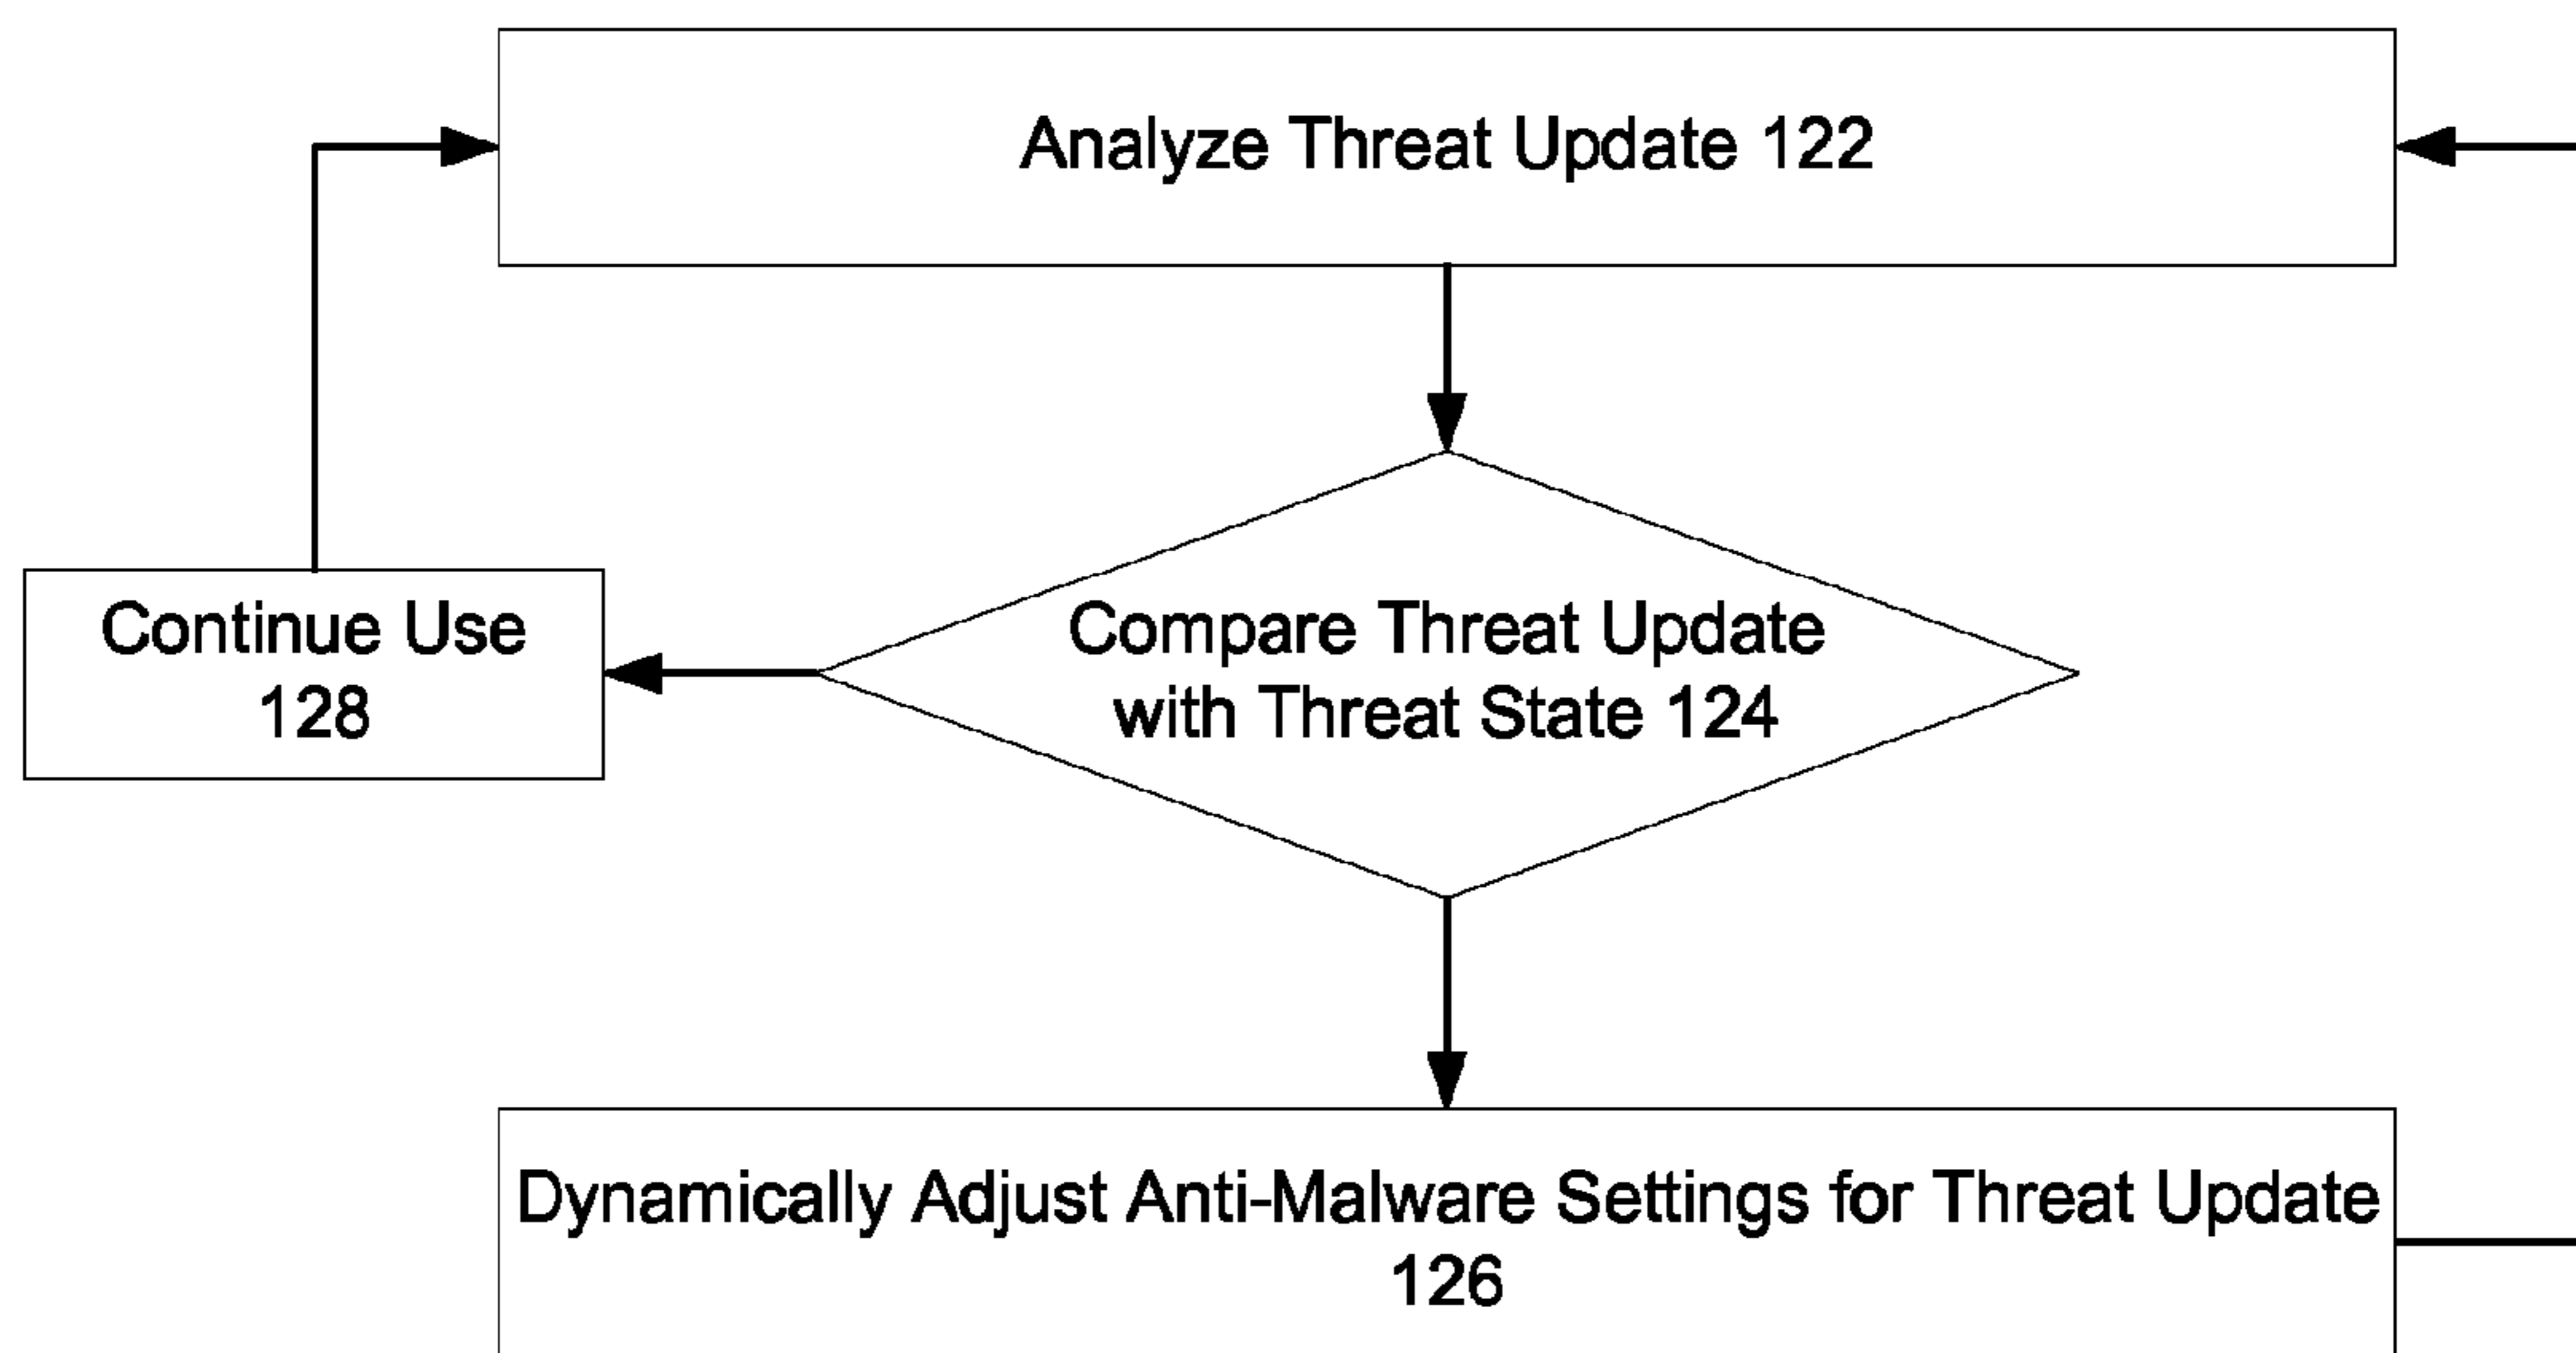 Analyze Threat Update 122
Compare Threat Update
with Threat State 124
Continue Use
128
Dynamically Adjust Anti-Malware Settings for Threat Update
126